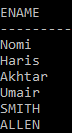 ENAME
---------
Nomi
Haris
Akhtar
Umair
SMITH
ALLEN